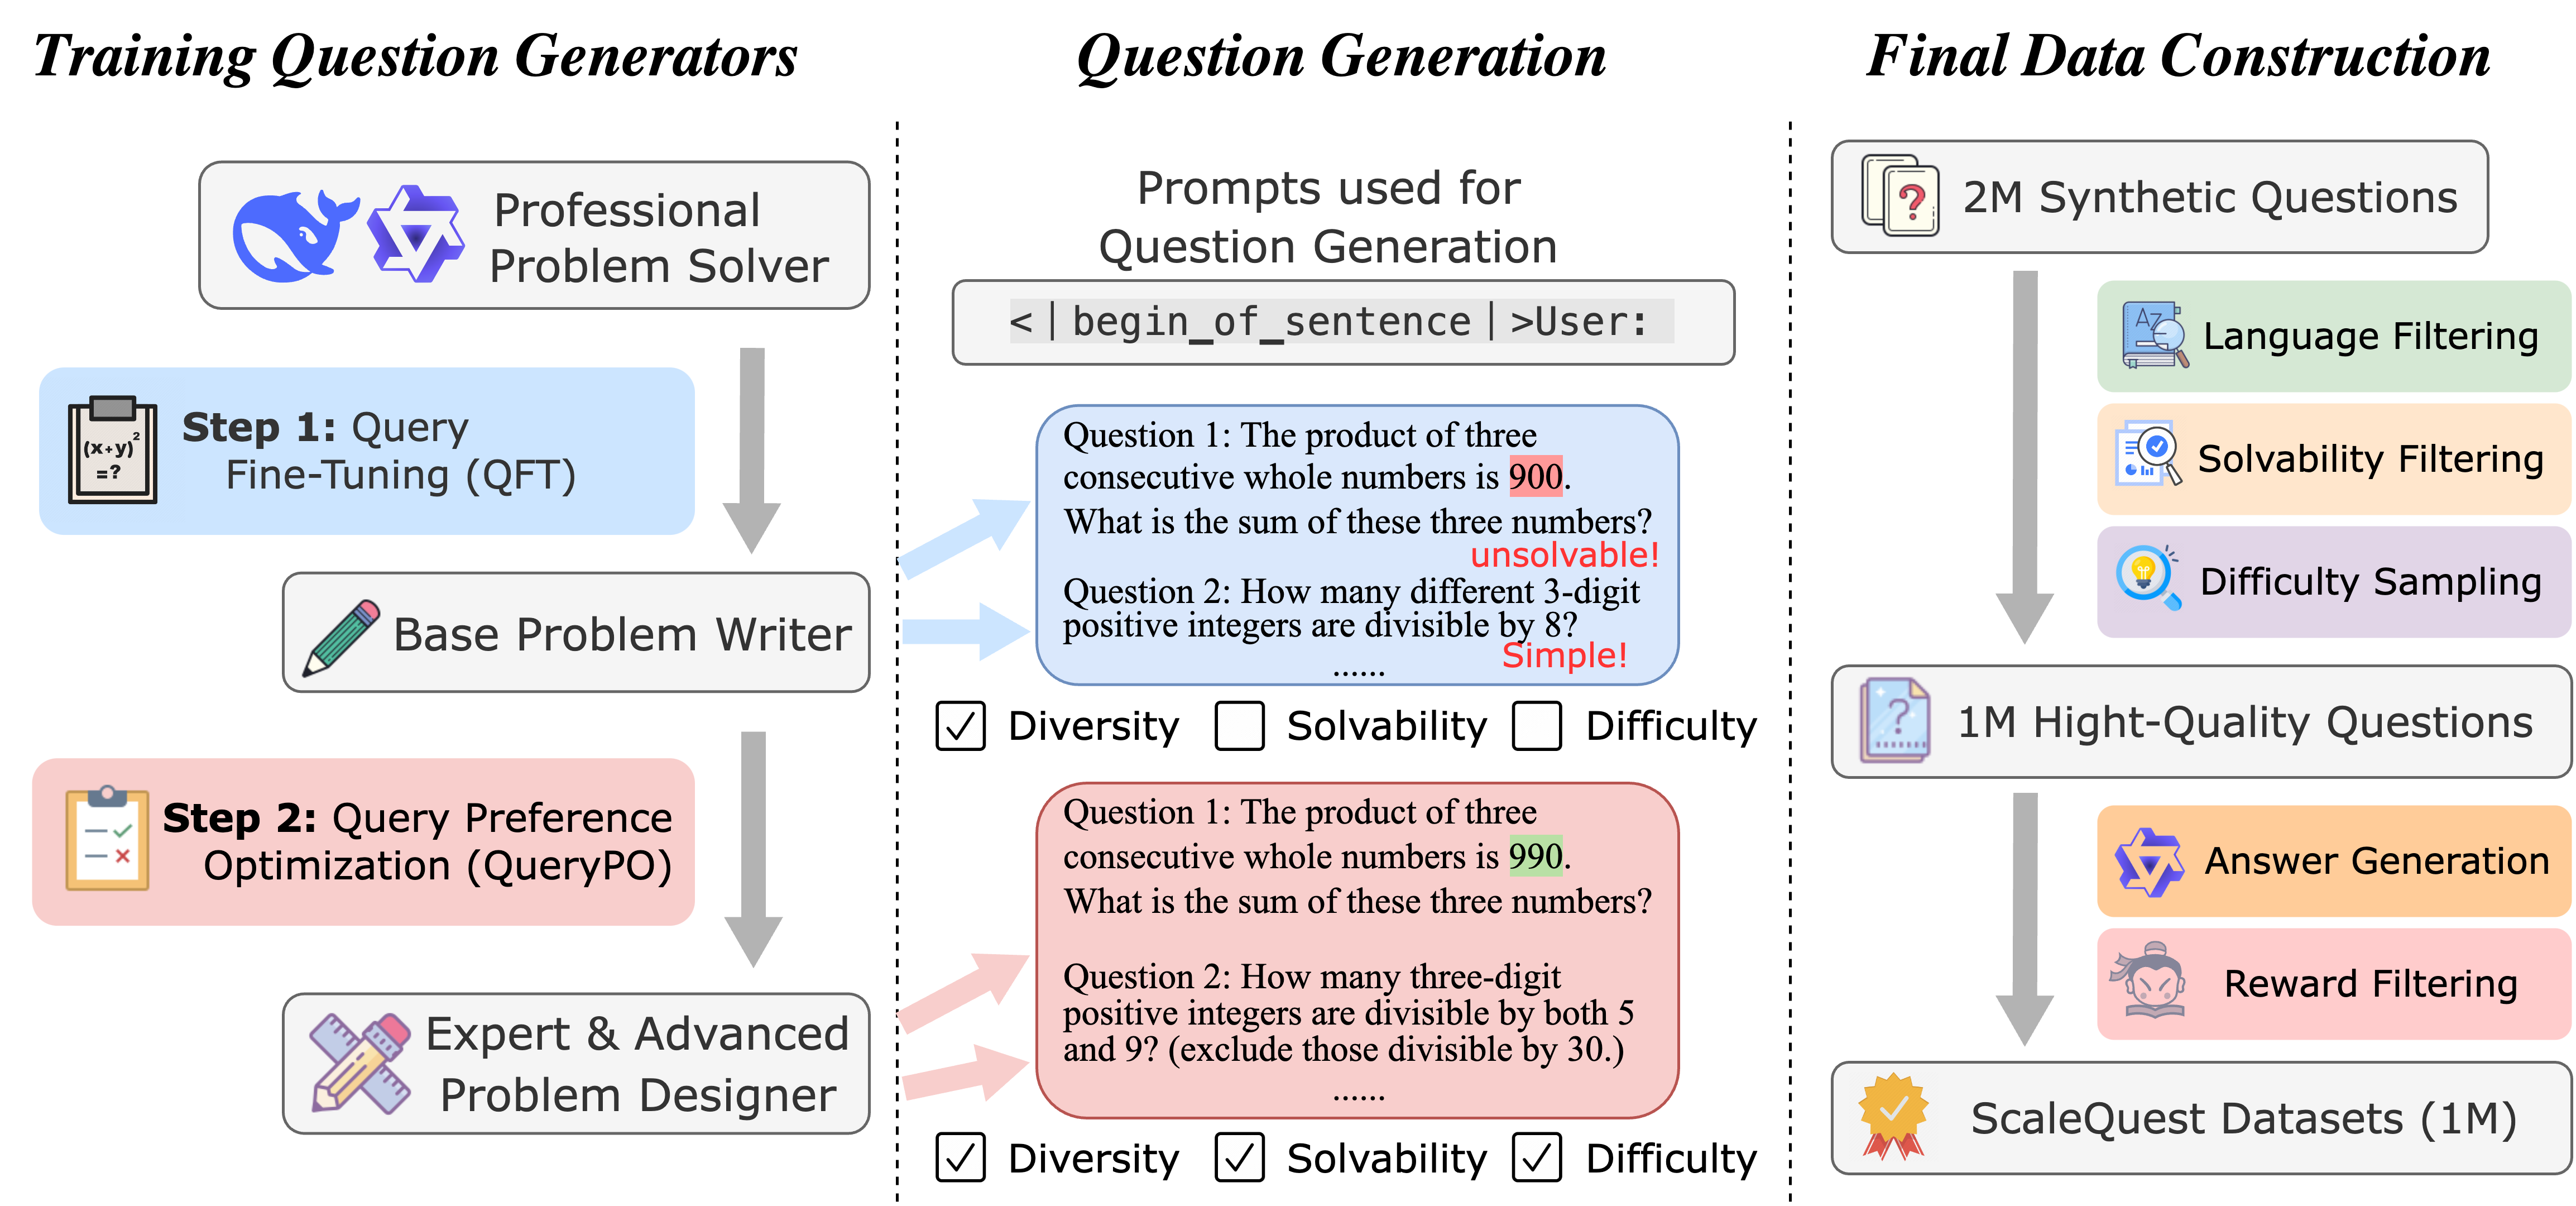 Training Question Generators
Professional
Problem Solver
(x+y)²
=?
Step 1: Query
Fine-Tuning (QFT)
Base Problem Writer
Step 2: Query Preference
Optimization (QueryPO)
Expert & Advanced
Problem Designer
Question Generation
Prompts used for
Question Generation
<|begin_of_sentence|>User:
Question 1: The product of three
consecutive whole numbers is 900.
What is the sum of these three numbers?
unsolvable!
Question 2: How many different 3-digit
positive integers are divisible by 8?
Simple!
......
Diversity Solvability Difficulty
Question 1: The product of three
consecutive whole numbers is 990.
What is the sum of these three numbers?
Question 2: How many three-digit
positive integers are divisible by both 5
and 9? (exclude those divisible by 30.)
......
Diversity Solvability Difficulty
Final Data Construction
? 2M Synthetic Questions
AZ Language Filtering
Solvability Filtering
Difficulty Sampling
? 1M Hight-Quality Questions
Answer Generation
Reward Filtering
ScaleQuest Datasets (1M)